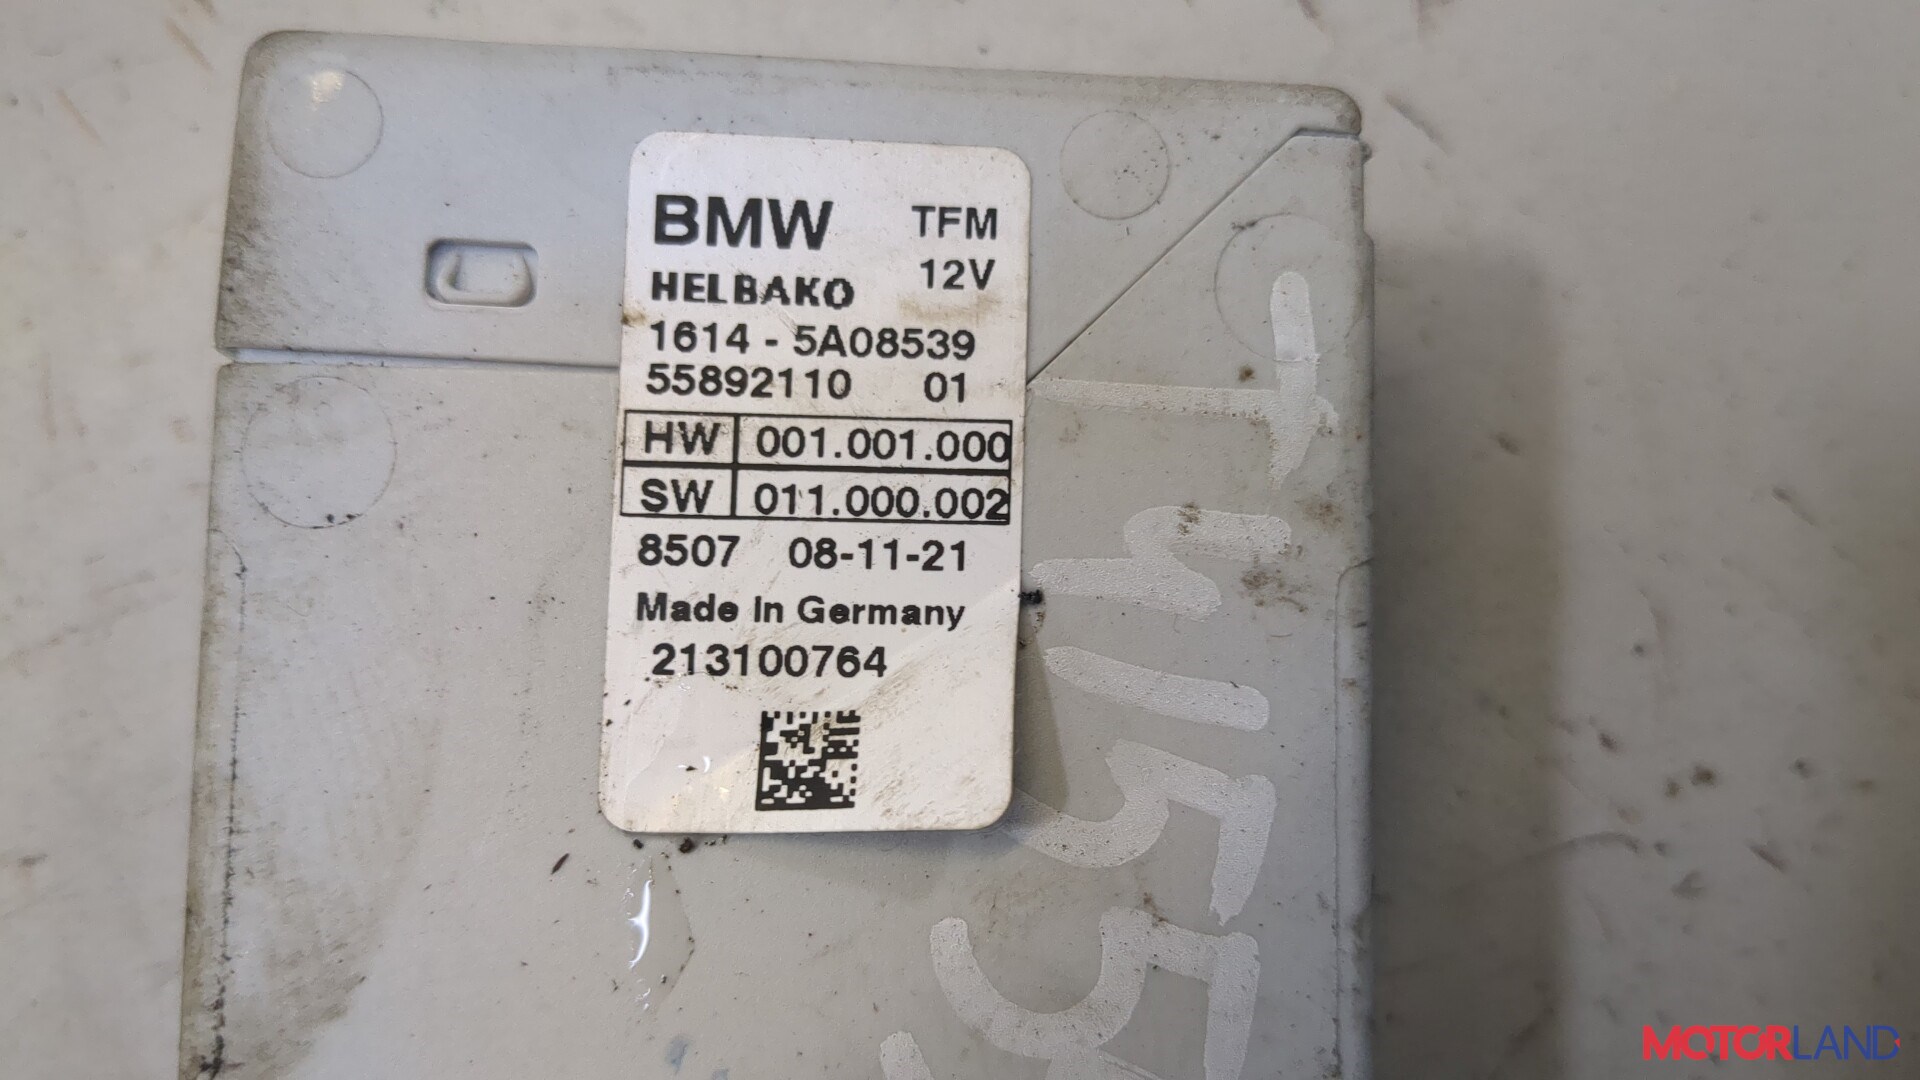 BMW TFM
HELBAKO 12V
1614 - 5A08539
55892110 01
HW 001.001.000
SW 011.000.002
8507 08-11-21
Made In Germany
213100764
MOTORLAND